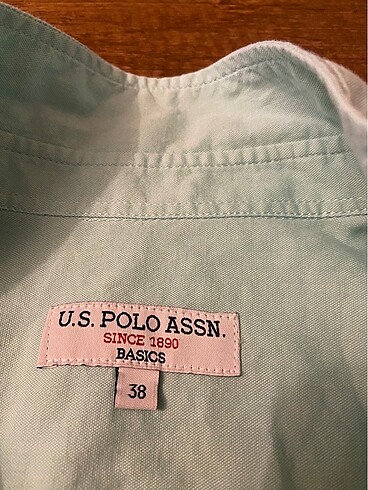 U.S. POLO ASSN.
SINCE 1890
BASICS
38